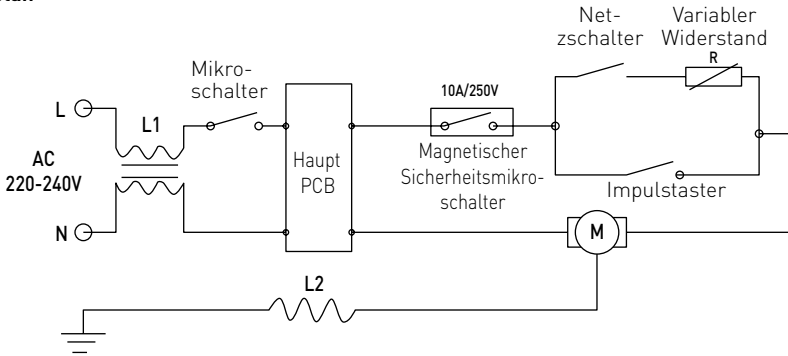 Net-
zschalter
Variabler
Widerstand
R
Mikro-
schalter
10A/250V
L
L1
AC
220-240V
Haupt
PCB
Magnetischer
Sicherheitsmikro-
schalter
Impulstaster
N
M
L2